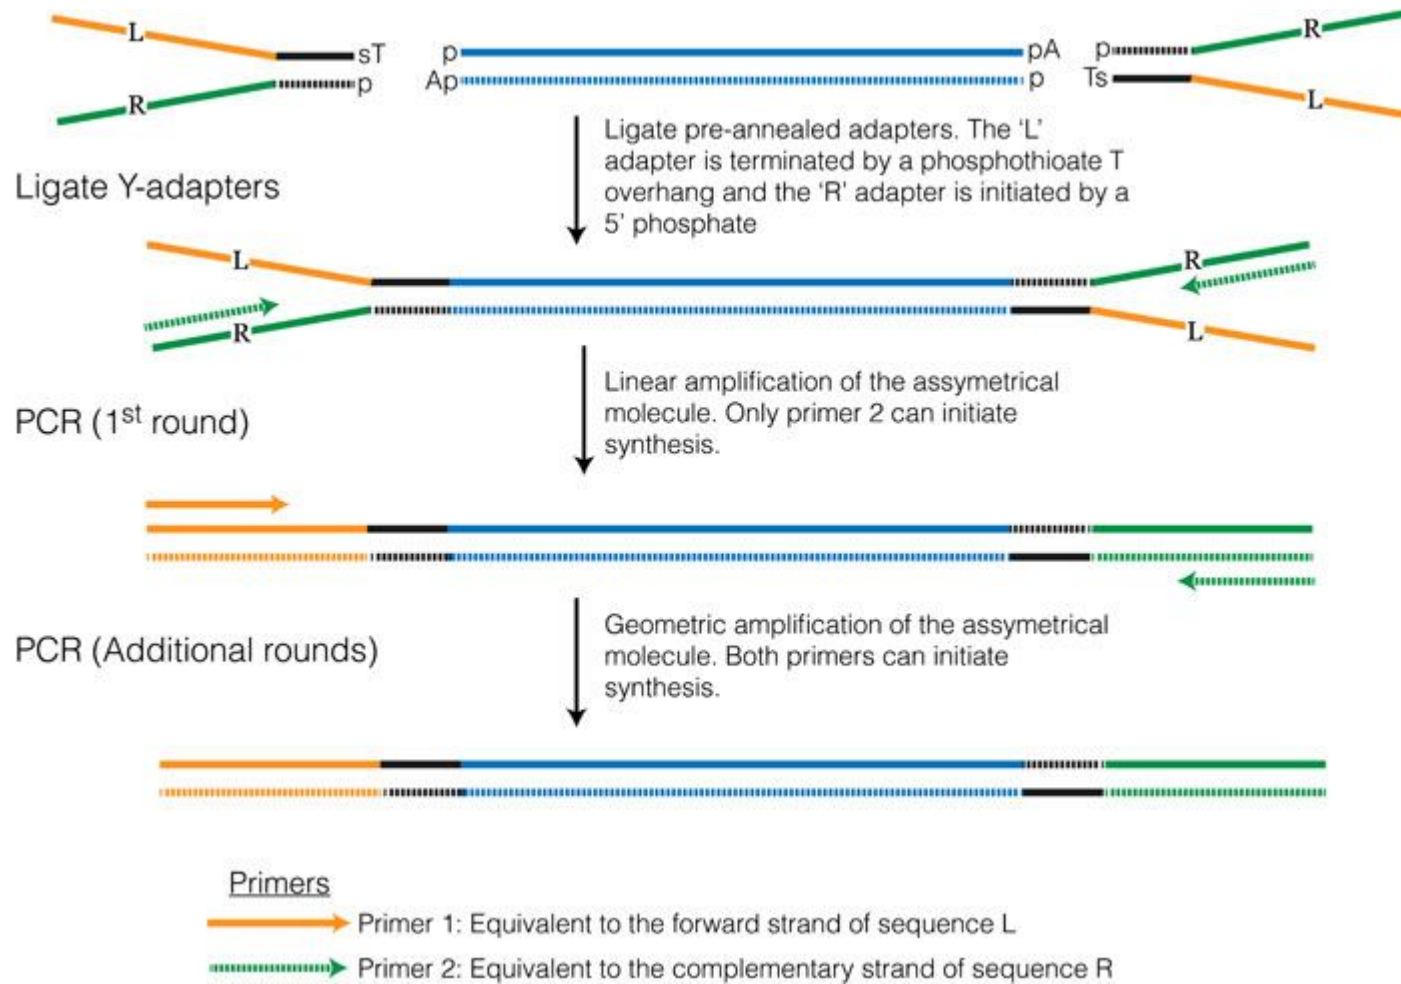 L sT p pA p R
R p Ap p Ts L
Ligate pre-annealed adapters. The ‘L’
adapter is terminated by a phosphothioate T
overhang and the ‘R’ adapter is initiated by a
5’ phosphate
Ligate Y-adapters
L R
R L
Linear amplification of the assymetrical
molecule. Only primer 2 can initiate
synthesis.
PCR (1st round)
Geometric amplification of the assymetrical
molecule. Both primers can initiate
synthesis.
PCR (Additional rounds)
Primers
Primer 1: Equivalent to the forward strand of sequence L
Primer 2: Equivalent to the complementary strand of sequence R